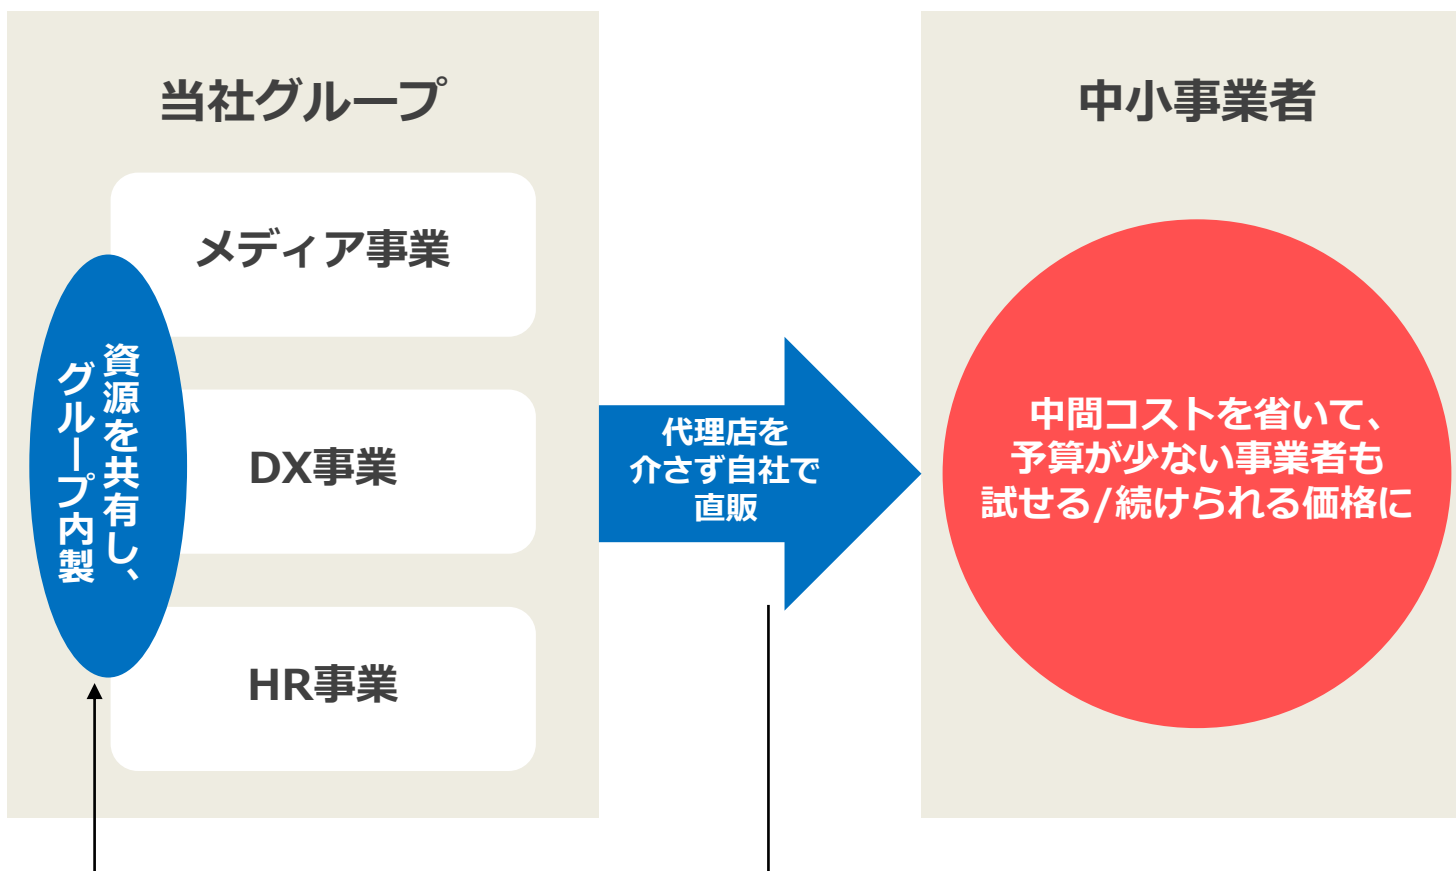 当社グループ
メディア事業
DX事業
HR事業
資源を共有し、
グループ内製
代理店を
介さず自社で
直販
中小事業者
中間コストを省いて、
予算が少ない事業者も
試せる/続けられる価格に